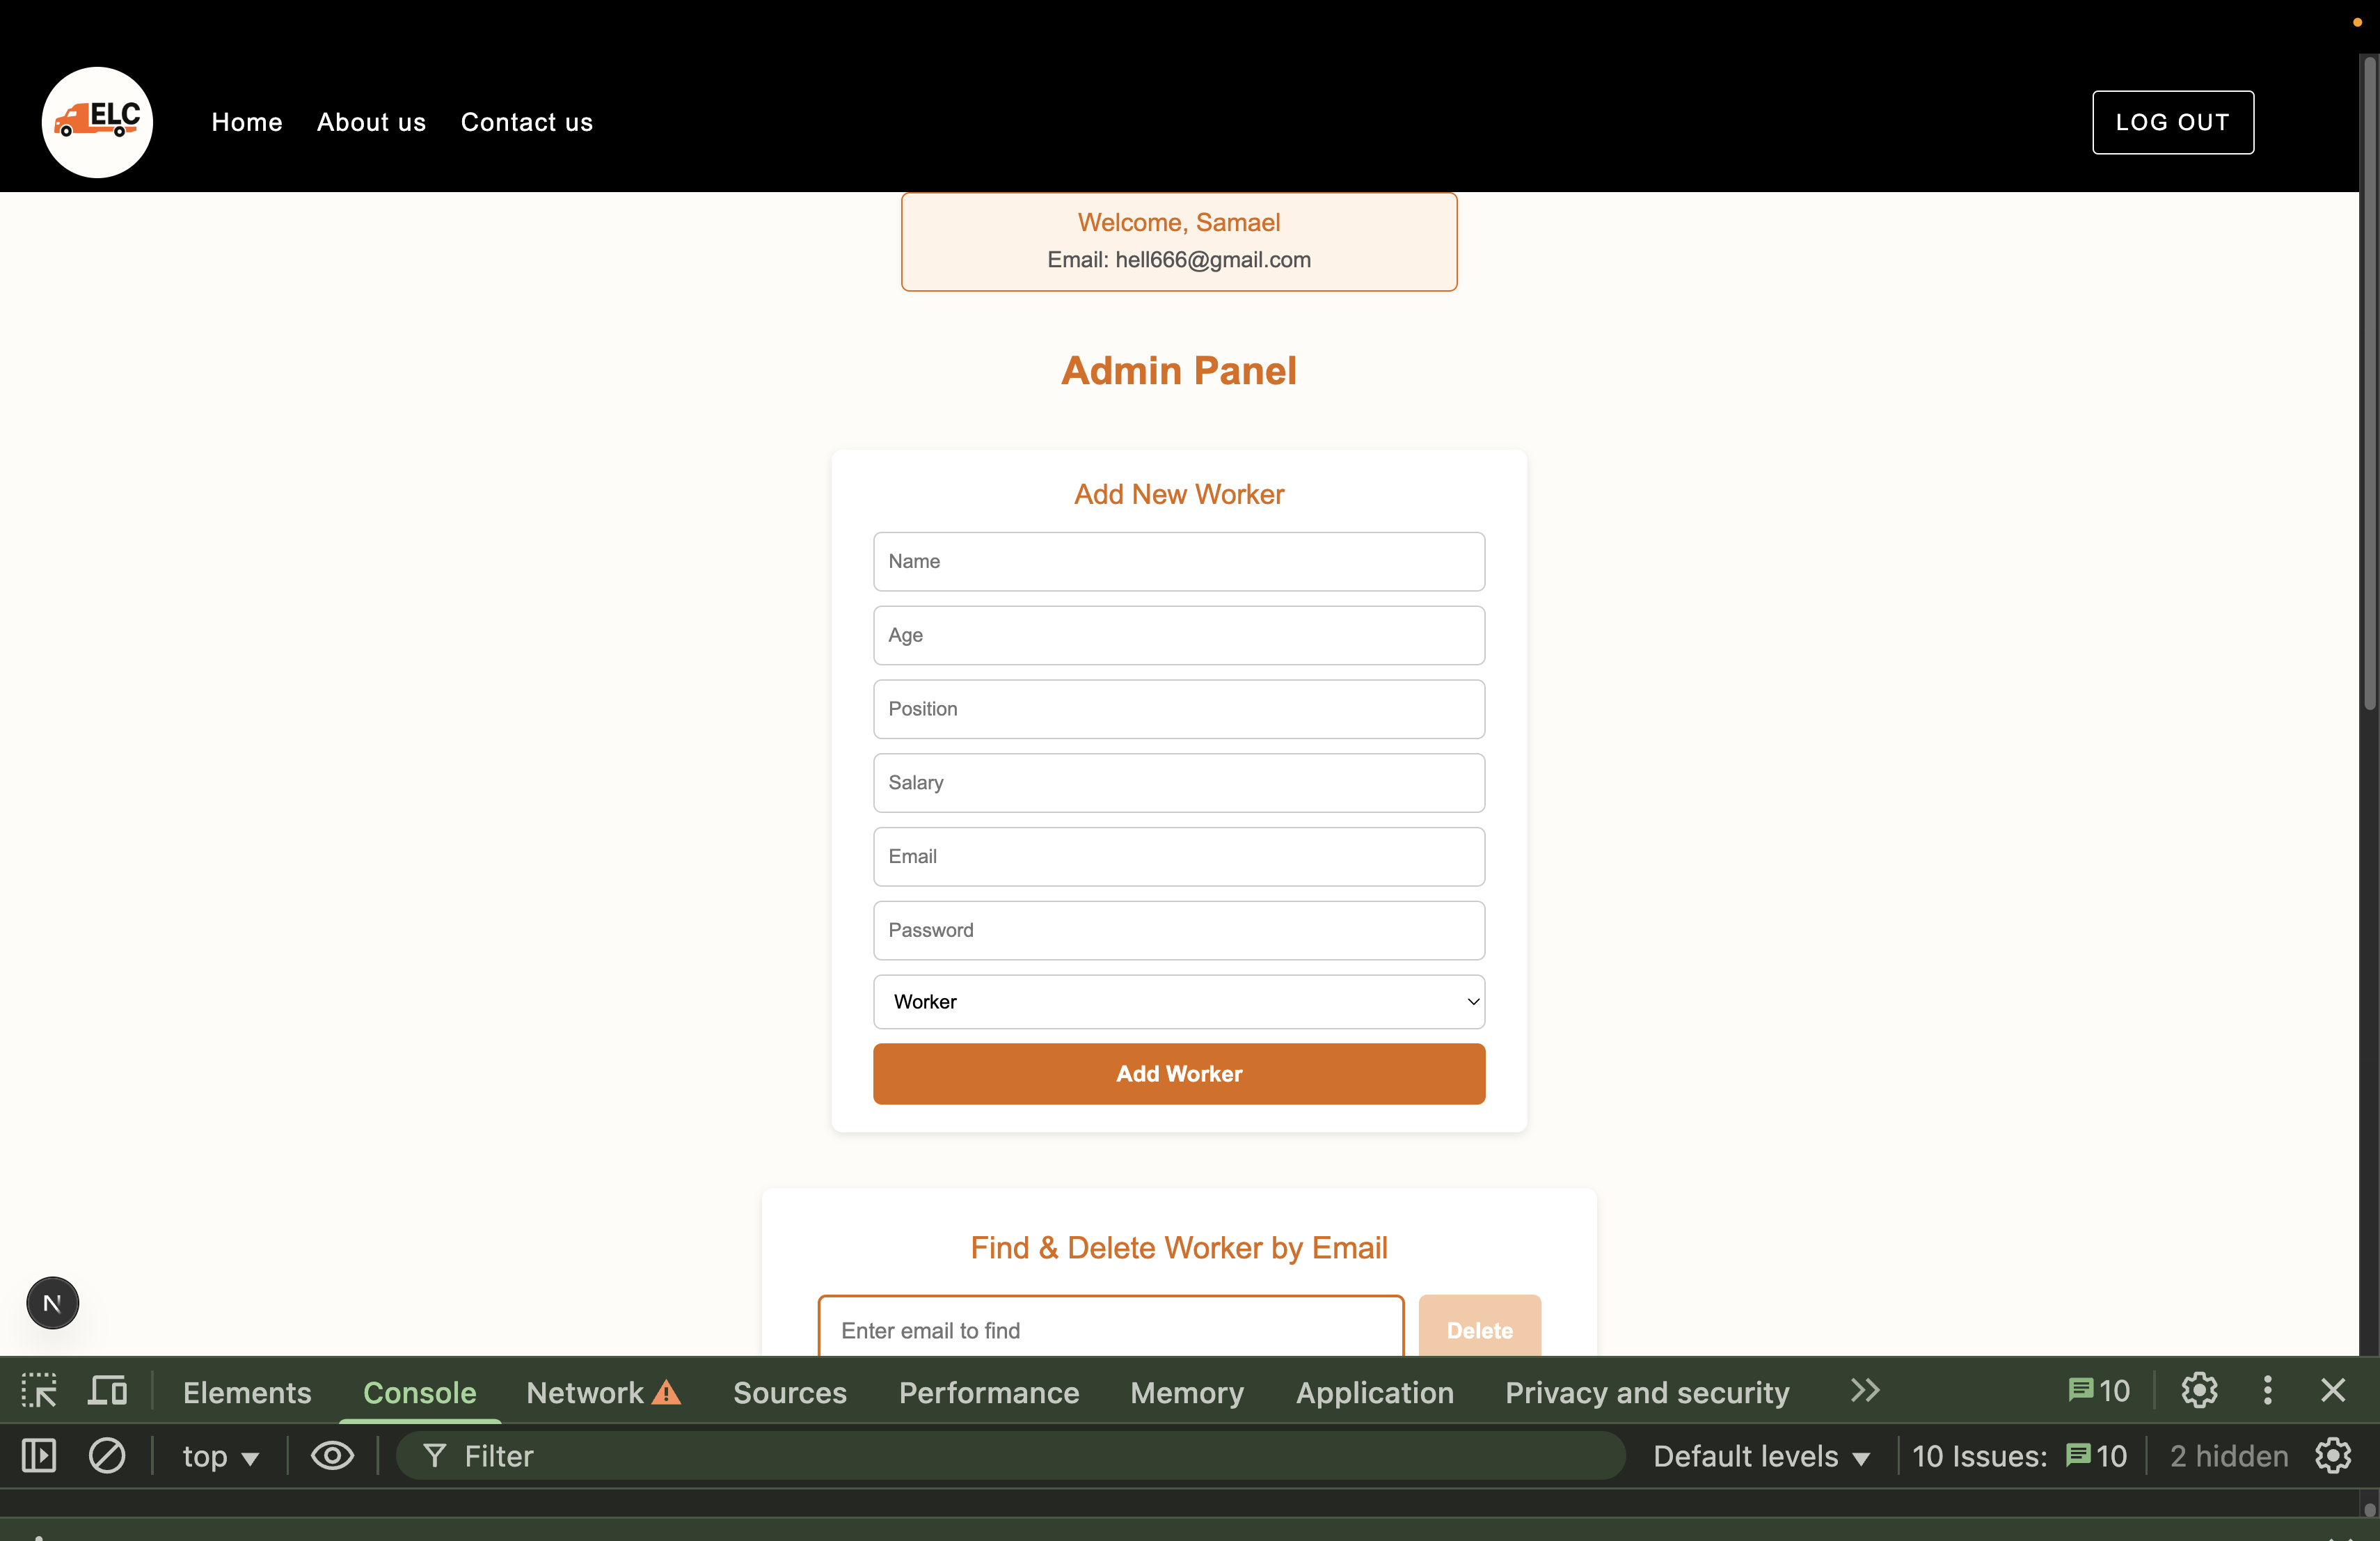 ELC
Home About us Contact us
LOG OUT
Welcome, Samael
Email: hell666@gmail.com
Admin Panel
Add New Worker
Name
Age
Position
Salary
Email
Password
Worker
Add Worker
Find & Delete Worker by Email
Enter email to find
Delete
N
Elements Console Network Sources Performance Memory Application Privacy and security 10
top Filter Default levels 10 Issues: 10 2 hidden